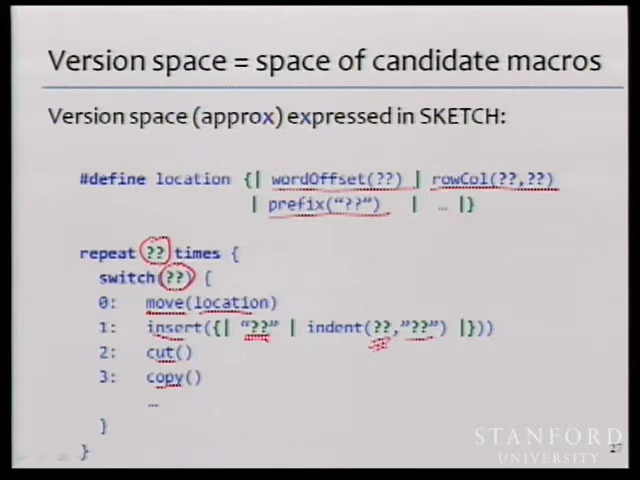 Version space = space of candidate macros
Version space (approx) expressed in SKETCH:
#define location {| wordOffset(??) | rowCol(??,??)
| prefix(“??”) | … |}
repeat ?? times {
switch(??) {
0: move(location)
1: insert({| “??” | indent(??,”??”) |}))
2: cut()
3: copy()
…
}
}
STANFORD
UNIVERSITY
27